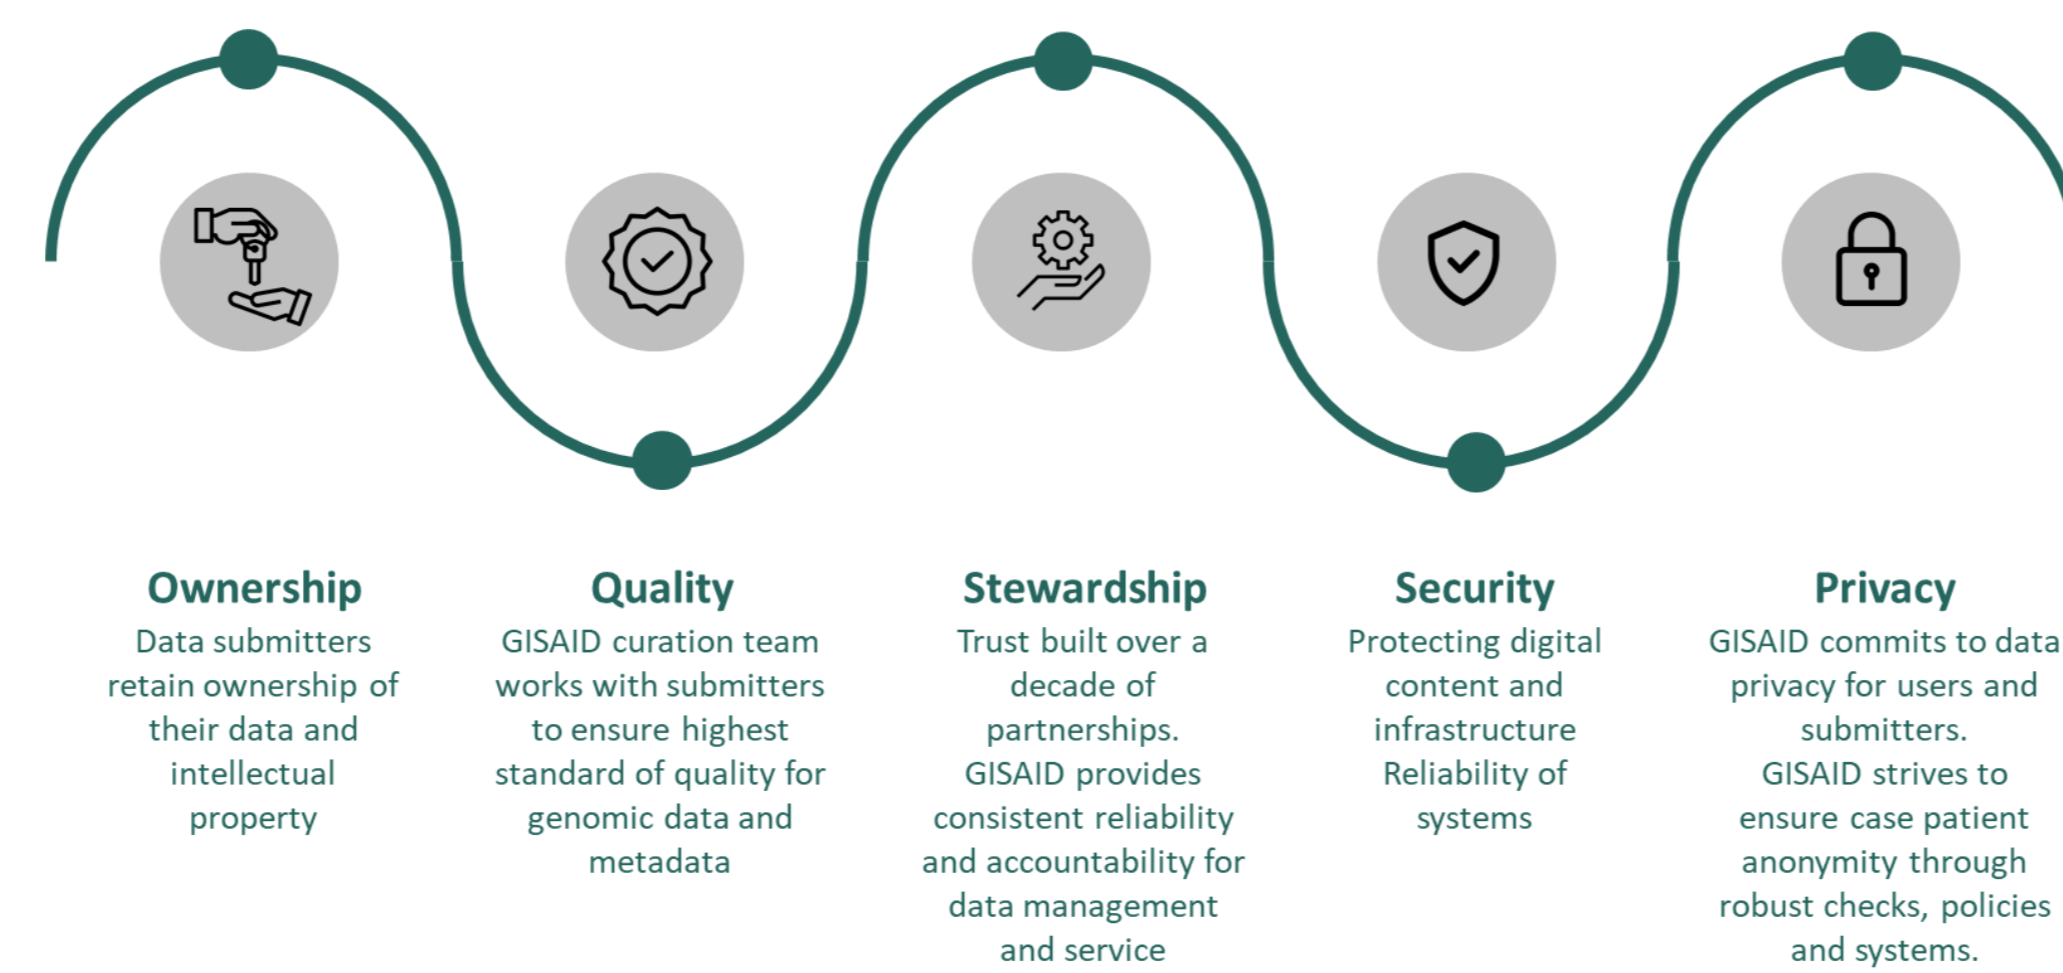 Ownership
Data submitters
retain ownership of
their data and
intellectual
property
Quality
GISAID curation team
works with submitters
to ensure highest
standard of quality for
genomic data and
metadata
Stewardship
Trust built over a
decade of
partnerships.
GISAID provides
consistent reliability
and accountability for
data management
and service
Security
Protecting digital
content and
infrastructure
Reliability of
systems
Privacy
GISAID commits to data
privacy for users and
submitters.
GISAID strives to
ensure case patient
anonymity through
robust checks, policies
and systems.